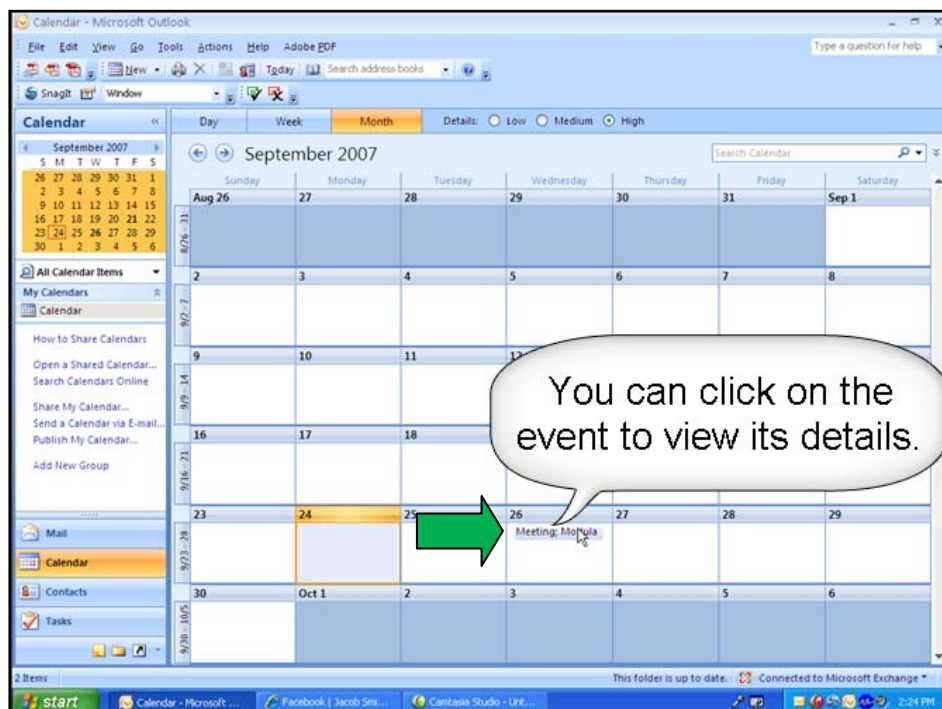 Calendar - Microsoft Outlook
File Edit View Go Tools Actions Help Adobe PDF
Type a question for help
New Today Search address books
SnagIt Window
Calendar «
Day Week Month Details: Low Medium High
September 2007
S M T W T F S
26 27 28 29 30 31 1
2 3 4 5 6 7 8
9 10 11 12 13 14 15
16 17 18 19 20 21 22
23 24 25 26 27 28 29
30 1 2 3 4 5 6
All Calendar Items
My Calendars
Calendar
How to Share Calendars
Open a Shared Calendar...
Search Calendars Online
Share My Calendar...
Send a Calendar via E-mail...
Publish My Calendar...
Add New Group
Mail
Calendar
Contacts
Tasks
September 2007
Search Calendar
Sunday Monday Tuesday Wednesday Thursday Friday Saturday
8/26 - 31
Aug 26 27 28 29 30 31 Sep 1
9/2 - 7
2 3 4 5 6 7 8
9/9 - 14
9 10 11 12
You can click on the
event to view its details.
9/16 - 21
16 17 18
9/23 - 28
23 24 25 26 27 28 29
Meeting;
9/30 - 10/5
30 Oct 1 2 3 4 5 6
2 Items
This folder is up to date. Connected to Microsoft Exchange
start Calendar - Microsoft ... Facebook | Jacob Smi... Camtasia Studio - Unt... 2:24 PM